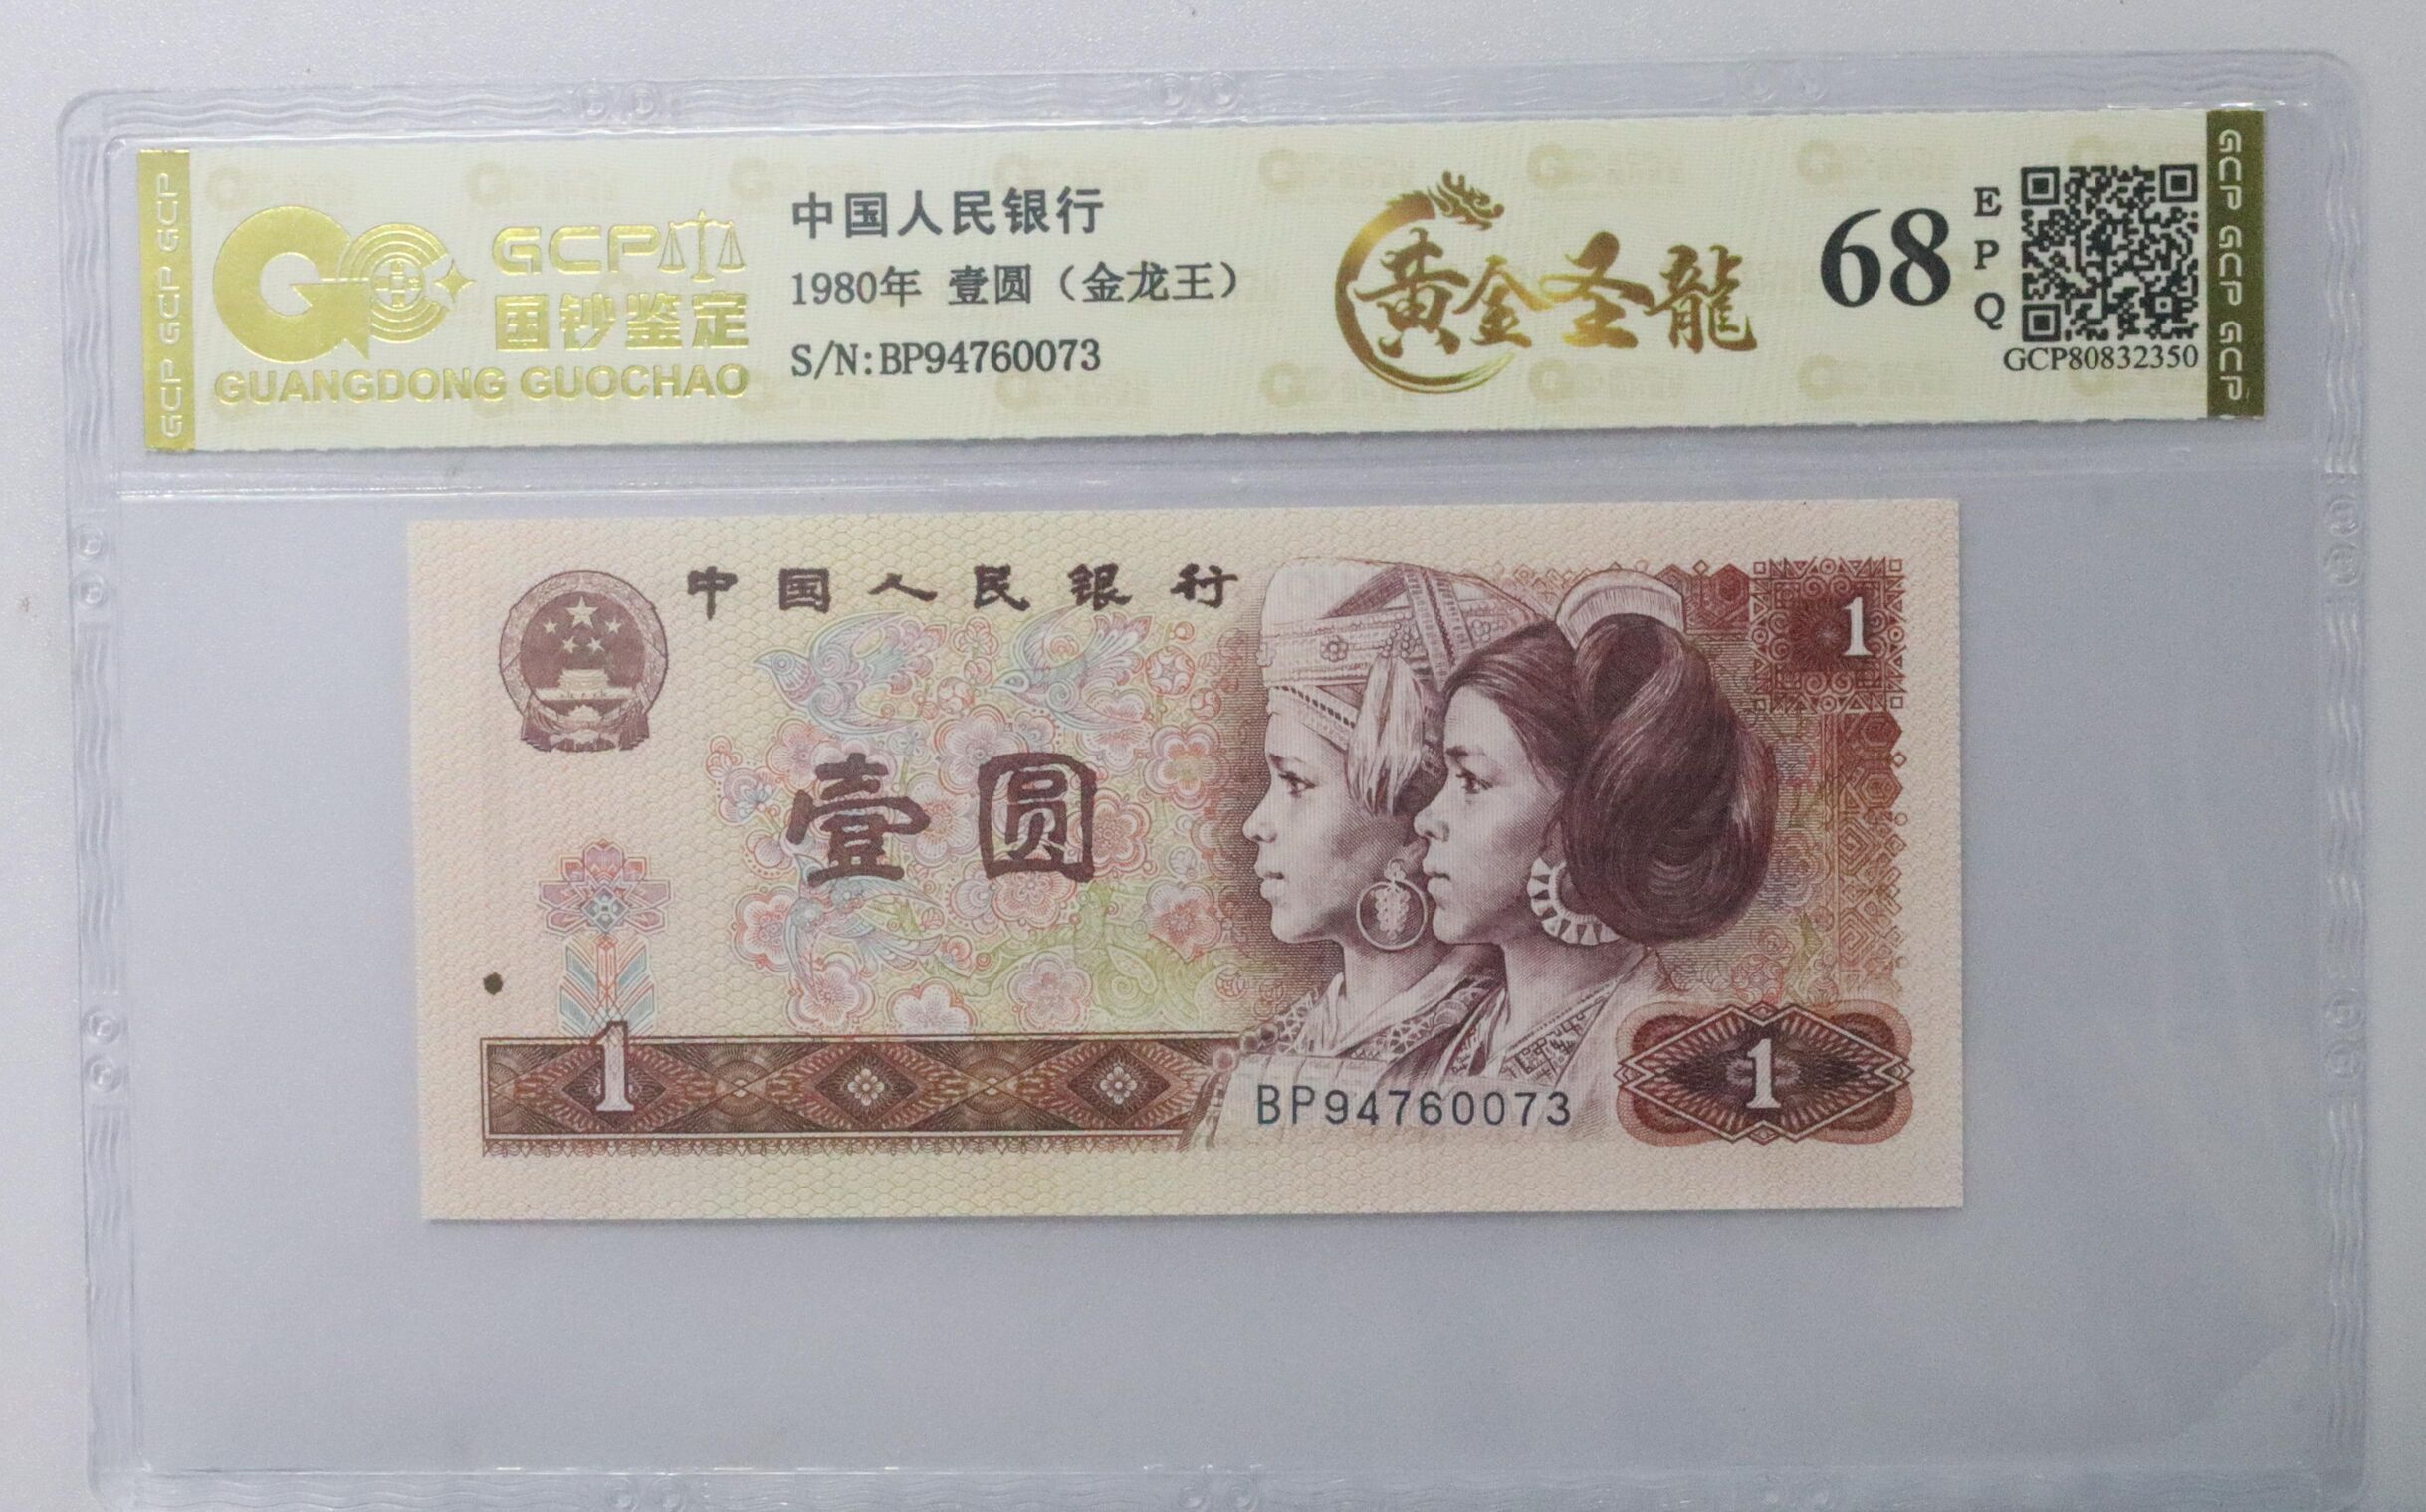 GCP GCP GCP
GCP
国钞鉴定
GUANGDONG GUOCHAO
中国人民银行
1980年 壹圆（金龙王）
S/N:BP94760073
黄金圣龍
68
E
P
Q
GCP80832350
GCP GCP GCP
中国人民银行
1
壹圆
1
BP94760073
1